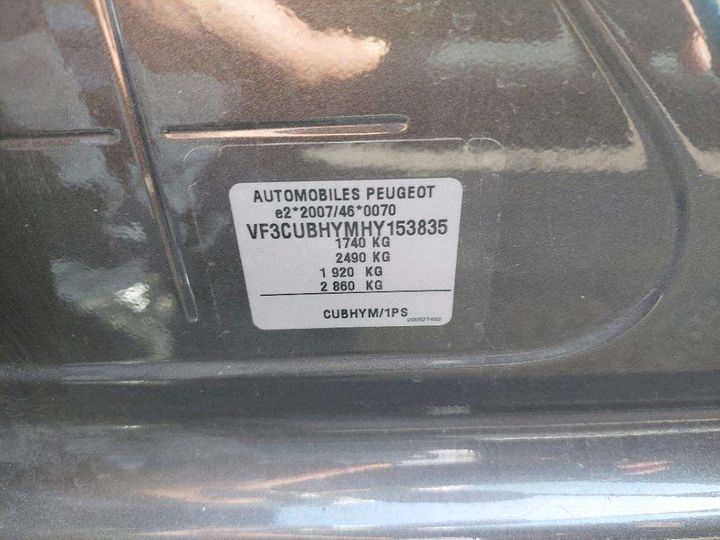 AUTOMOBILES PEUGEOT
e2*2007/46*0070
VF3CUBHYMHY153835
1740 KG
2490 KG
1 920 KG
2 860 KG
CUBHYM/1PS
200527452